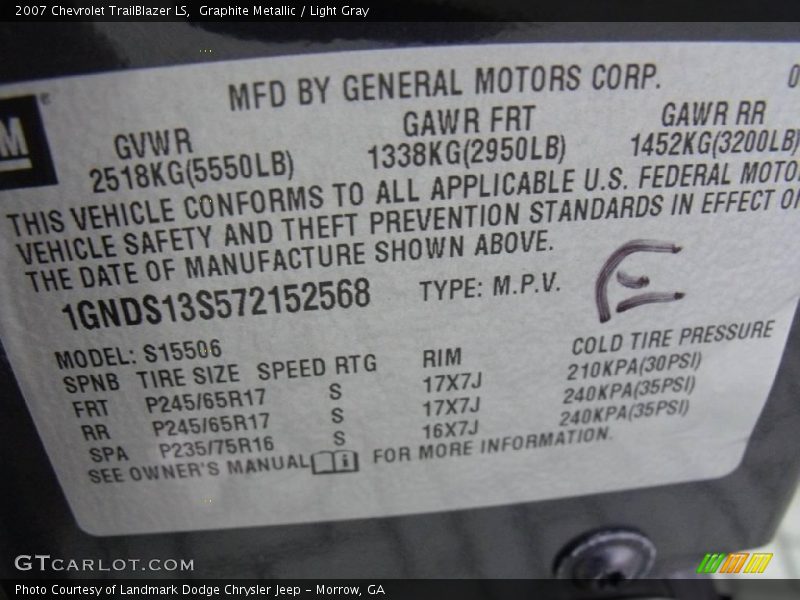 2007 Chevrolet TrailBlazer LS,  Graphite Metallic / Light Gray
MFD BY GENERAL MOTORS CORP.
0
M
GVWR
GAWR FRT
GAWR RR
2518KG(5550LB)
1338KG(2950LB)
1452KG(3200LB)
THIS VEHICLE CONFORMS TO ALL APPLICABLE U.S. FEDERAL MOTO
VEHICLE SAFETY AND THEFT PREVENTION STANDARDS IN EFFECT O
THE DATE OF MANUFACTURE SHOWN ABOVE.
1GNDS13S572152568
TYPE: M.P.V.
E
MODEL: S15506
SPNB TIRE SIZE SPEED RTG RIM COLD TIRE PRESSURE
FRT P245/65R17 S 17X7J 210KPA(30PSI)
RR P245/65R17 S 17X7J 240KPA(35PSI)
SPA P235/75R16 S 16X7J 240KPA(35PSI)
SEE OWNER'S MANUAL i FOR MORE INFORMATION.
GTCARLOT.COM
Photo Courtesy of Landmark Dodge Chrysler Jeep – Morrow, GA